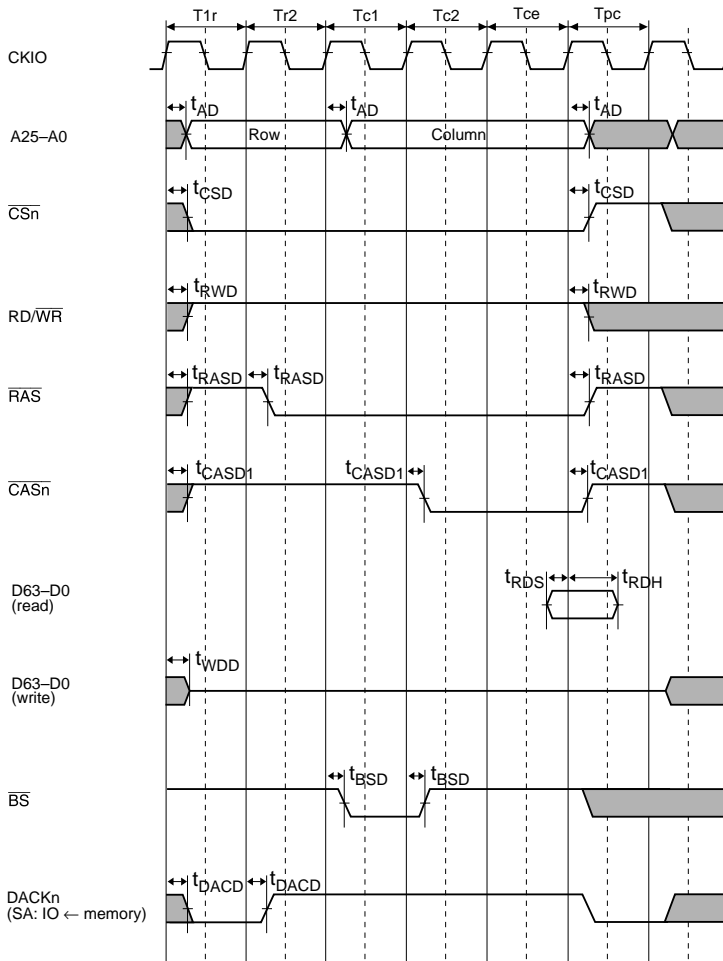 T1r Tr2 Tc1 Tc2 Tce Tpc
CKIO
tAD tAD tAD
A25–A0 Row Column
tCSD tCSD
CSn
tRWD tRWD
RD/WR
tRASD tRASD tRASD
RAS
tCASD1 tCASD1 tCASD1
CASn
D63–D0
(read)
tRDS tRDH
tWDD
D63–D0
(write)
tBSD tBSD
BS
tDACD tDACD
DACKn
(SA: IO ← memory)